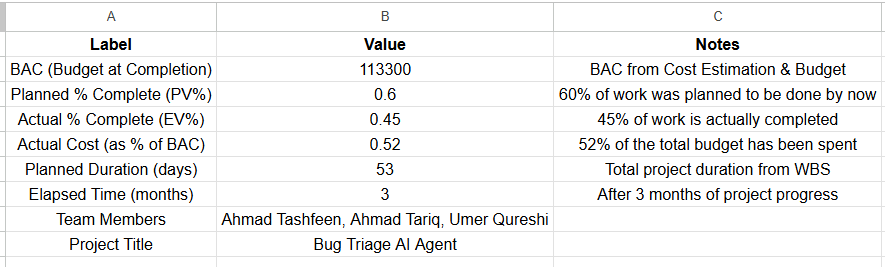 A B C
Label Value Notes
BAC (Budget at Completion) 113300 BAC from Cost Estimation & Budget
Planned % Complete (PV%) 0.6 60% of work was planned to be done by now
Actual % Complete (EV%) 0.45 45% of work is actually completed
Actual Cost (as % of BAC) 0.52 52% of the total budget has been spent
Planned Duration (days) 53 Total project duration from WBS
Elapsed Time (months) 3 After 3 months of project progress
Team Members Ahmad Tashfeen, Ahmad Tariq, Umer Qureshi
Project Title Bug Triage AI Agent